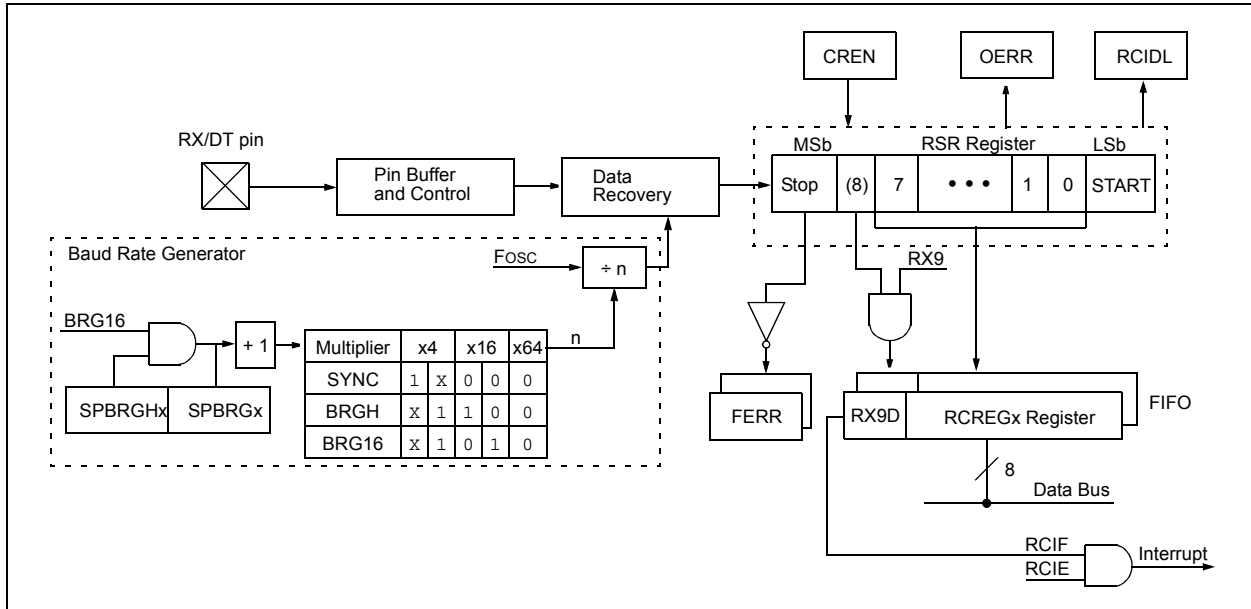 CREN
OERR
RCIDL
RX/DT pin
MSb
RSR Register
LSb
Pin Buffer
and Control
Data
Recovery
Stop (8) 7 • • • 1 0 START
Baud Rate Generator
FOSC
÷ n
RX9
BRG16
+ 1
n
Multiplier x4 x16 x64
SYNC 1 X 0 0 0
BRGH X 1 1 0 0
BRG16 X 1 0 1 0
SPBRGHx SPBRGx
FERR
RX9D RCREGx Register
FIFO
8
Data Bus
RCIF
RCIE
Interrupt